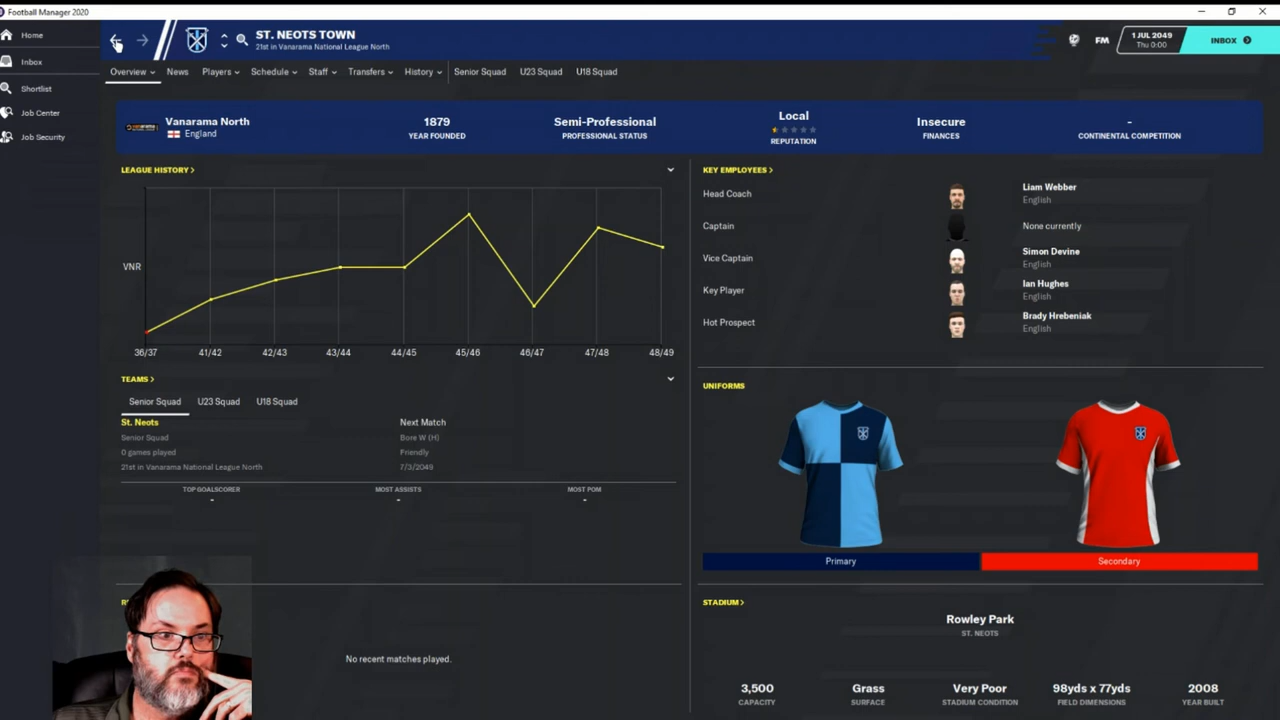 Football Manager 2020
Home
Inbox
Shortlist
Job Center
Job Security
ST. NEOTS TOWN
21st in Vanarama National League North
FM
1 JUL 2049
Thu 0:00
INBOX
Overview
News
Players
Schedule
Staff
Transfers
History
Senior Squad
U23 Squad
U18 Squad
Vanarama North
England
1879
YEAR FOUNDED
Semi-Professional
PROFESSIONAL STATUS
Local
REPUTATION
Insecure
FINANCES
-
CONTINENTAL COMPETITION
LEAGUE HISTORY >
VNR
36/37 41/42 42/43 43/44 44/45 45/46 46/47 47/48 48/49
TEAMS >
Senior Squad U23 Squad U18 Squad
St. Neots
Senior Squad
0 games played
21st in Vanarama National League North
Next Match
Bore W (H)
Friendly
7/3/2049
TOP GOALSCORER
-
MOST ASSISTS
-
MOST POM
-
No recent matches played.
KEY EMPLOYEES >
Head Coach
Liam Webber
English
Captain
None currently
Vice Captain
Simon Devine
English
Key Player
Ian Hughes
English
Hot Prospect
Brady Hrebeniak
English
UNIFORMS
Primary
Secondary
STADIUM >
Rowley Park
ST. NEOTS
3,500
CAPACITY
Grass
SURFACE
Very Poor
STADIUM CONDITION
98yds x 77yds
FIELD DIMENSIONS
2008
YEAR BUILT